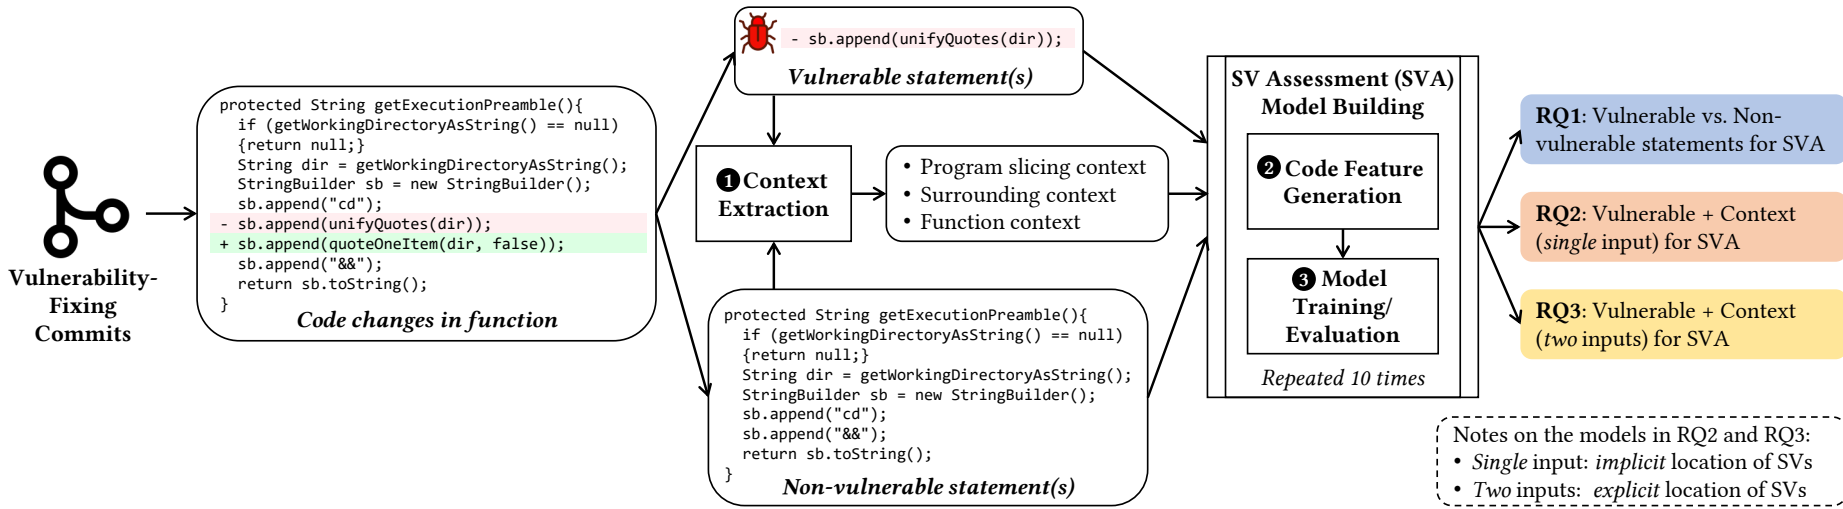 Vulnerability-
Fixing
Commits
protected String getExecutionPreamble(){
if (getWorkingDirectoryAsString() == null)
{return null;}
String dir = getWorkingDirectoryAsString();
StringBuilder sb = new StringBuilder();
sb.append("cd");
- sb.append(unifyQuotes(dir));
+ sb.append(quoteOneItem(dir, false));
sb.append("&&");
return sb.toString();
}
Code changes in function
- sb.append(unifyQuotes(dir));
Vulnerable statement(s)
1 Context
Extraction
• Program slicing context
• Surrounding context
• Function context
protected String getExecutionPreamble(){
if (getWorkingDirectoryAsString() == null)
{return null;}
String dir = getWorkingDirectoryAsString();
StringBuilder sb = new StringBuilder();
sb.append("cd");
sb.append("&&");
return sb.toString();
}
Non-vulnerable statement(s)
SV Assessment (SVA)
Model Building
2 Code Feature
Generation
3 Model
Training/
Evaluation
Repeated 10 times
RQ1: Vulnerable vs. Non-
vulnerable statements for SVA
RQ2: Vulnerable + Context
(single input) for SVA
RQ3: Vulnerable + Context
(two inputs) for SVA
Notes on the models in RQ2 and RQ3:
• Single input: implicit location of SVs
• Two inputs: explicit location of SVs